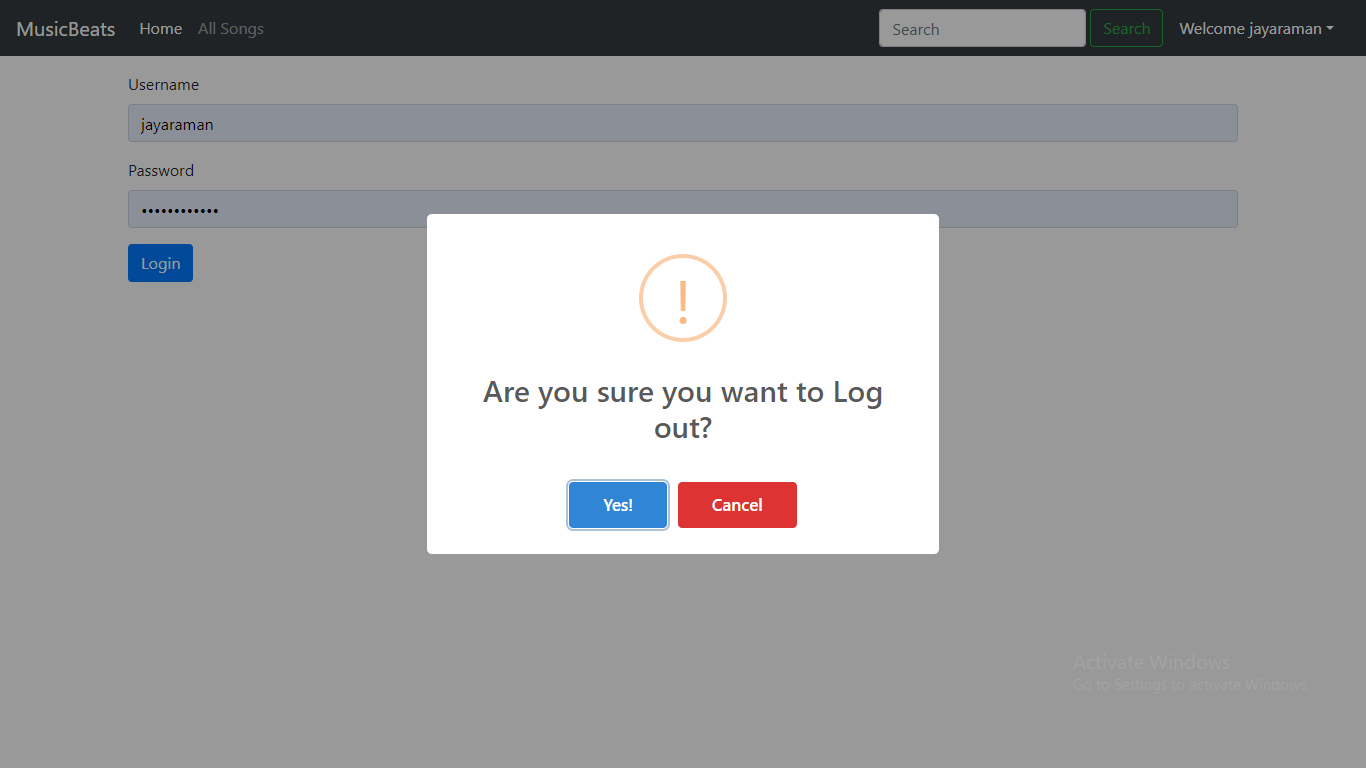 MusicBeats Home All Songs Search Search Welcome jayaraman
Username
jayaraman
Password
••••••••••••
Login
!
Are you sure you want to Log
out?
Yes! Cancel
Activate Windows
Go to Settings to activate Windows.